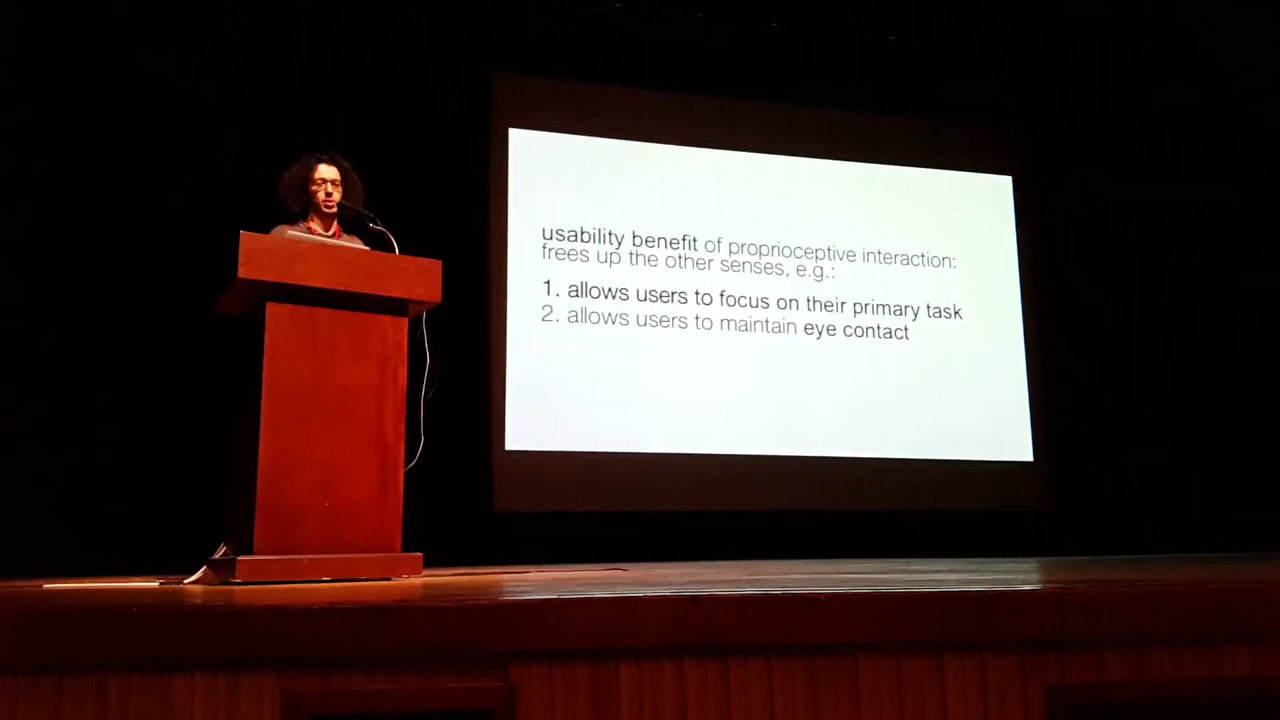 usability benefit of proprioceptive interaction:
frees up the other senses, e.g.:
1. allows users to focus on their primary task
2. allows users to maintain eye contact